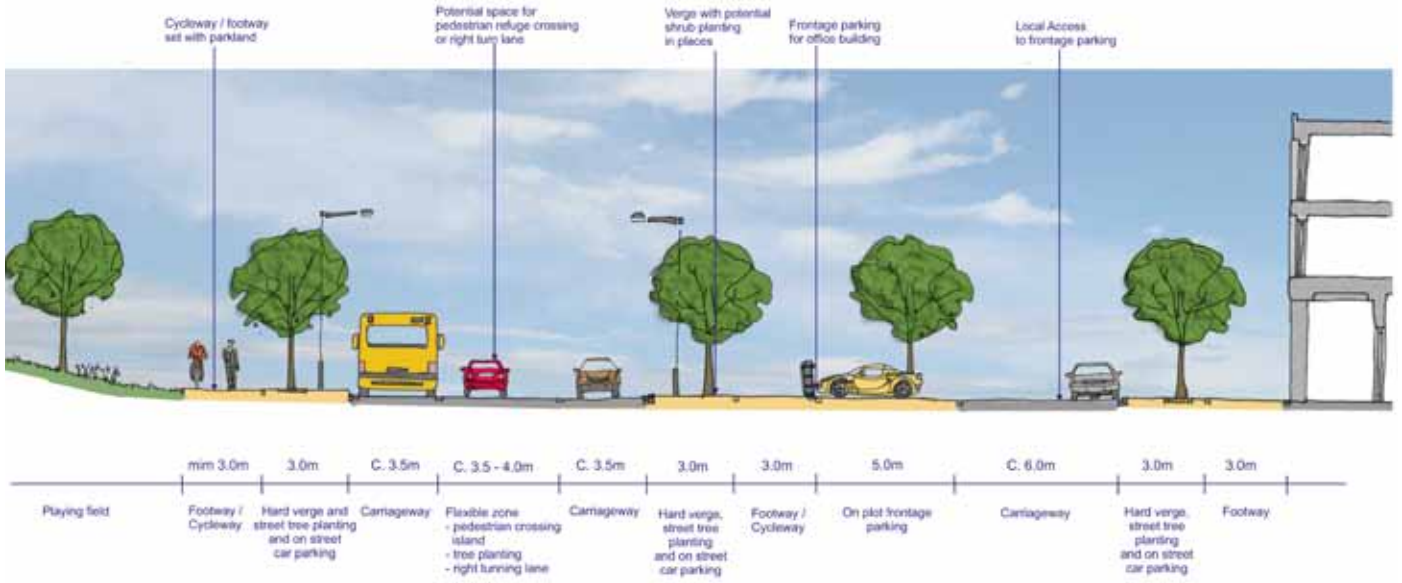 Cycleway / footway
set with parkland
Potential space for
pedestrian refuge crossing
or right turn lane
Verge with potential
shrub planting
in places
Frontage parking
for office building
Local Access
to frontage parking
mim 3.0m
3.0m
C. 3.5m
C. 3.5 - 4.0m
C. 3.5m
3.0m
3.0m
5.0m
C. 6.0m
3.0m
3.0m
Playing field
Footway /
Cycleway
Hard verge and
street tree planting
and on street
car parking
Carriageway
Flexible zone
- pedestrian crossing
island
- tree planting
- right tunning lane
Carriageway
Hard verge,
street tree
planting
and on street
car parking
Footway /
Cycleway
On plot frontage
parking
Carriageway
Hard verge,
street tree
planting
and on street
car parking
Footway